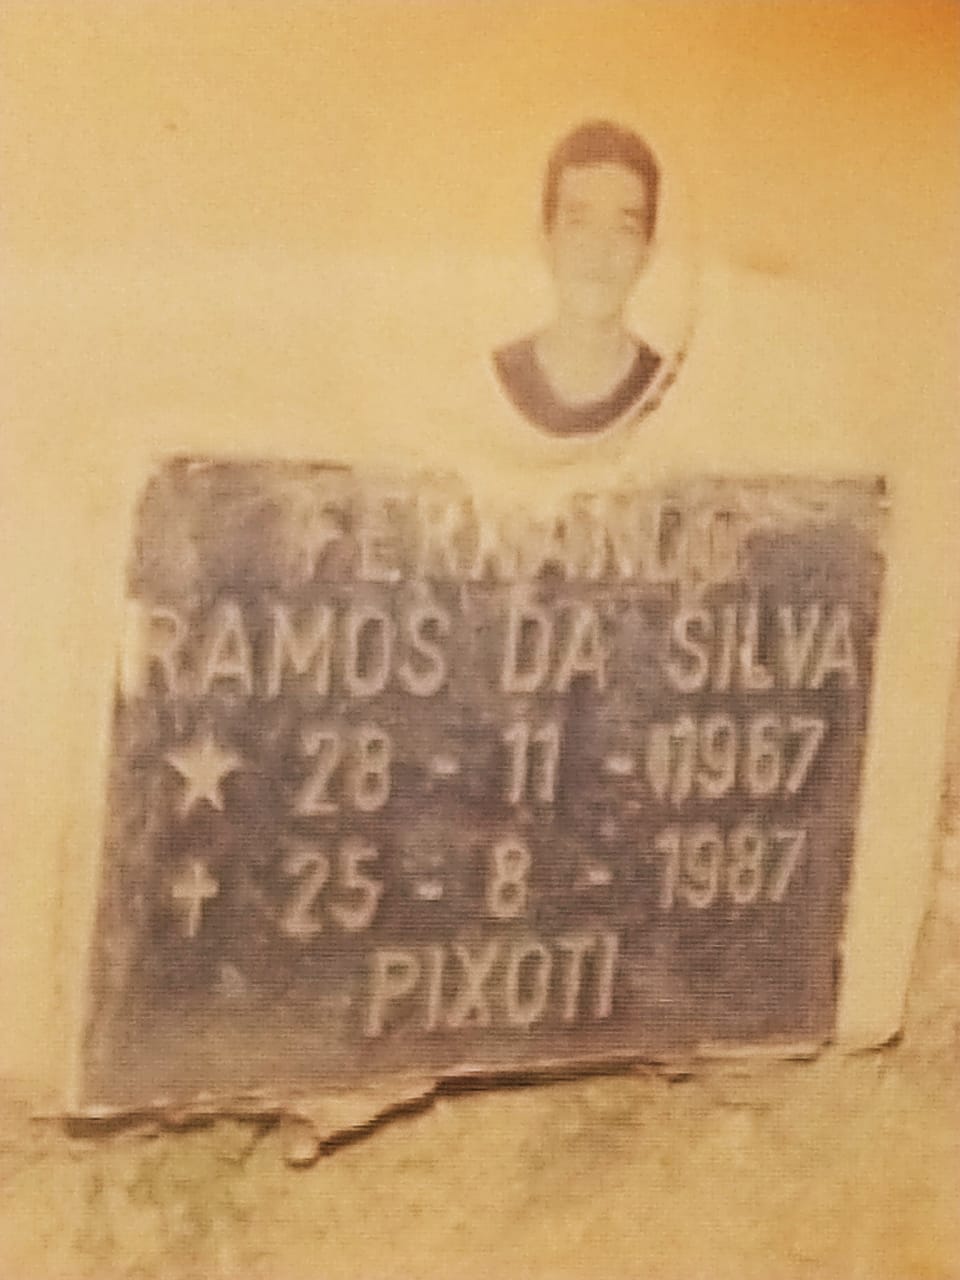 FERNANDO
RAMOS DA SILVA
★ 28 - 11 - 1967
✝ 25 - 8 - 1987
PIXOTI